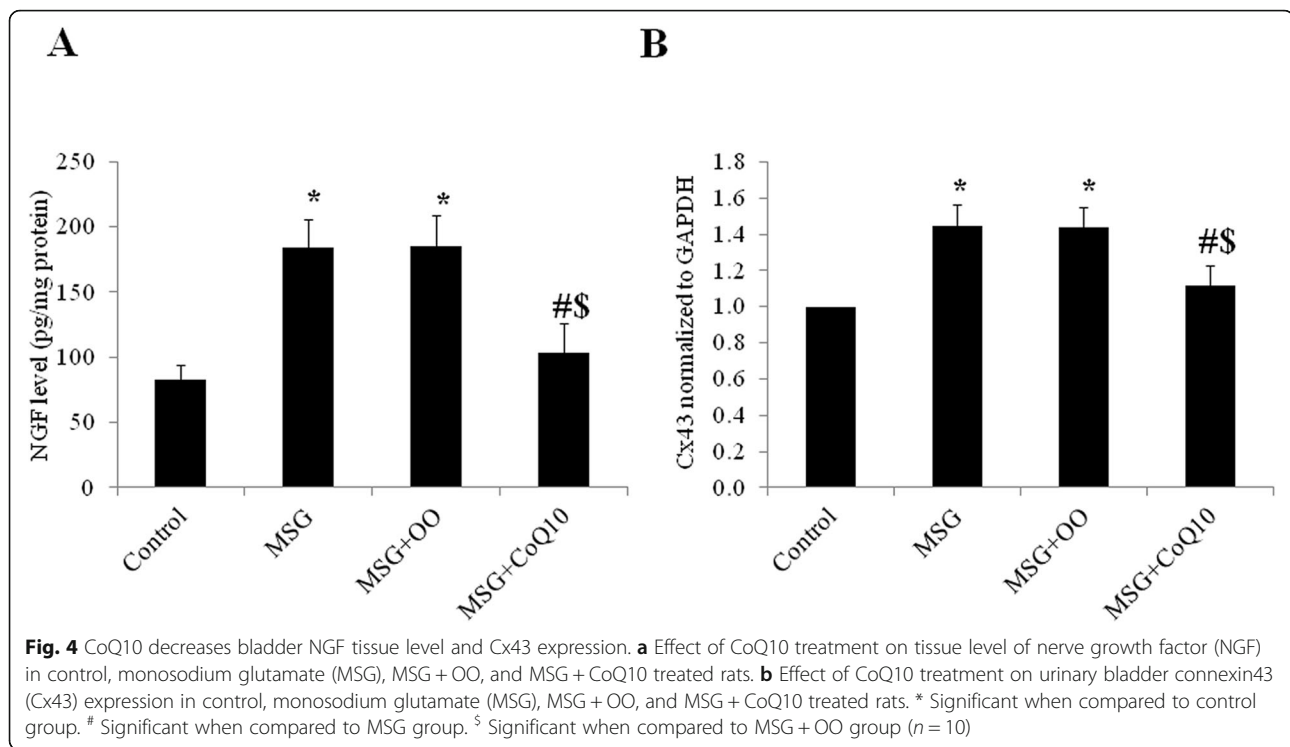 A
B
NGF level (pg/mg protein)
250
200
150
100
50
0
*
*
#$
Control
MSG
MSG+OO
MSG+CoQ10
Cx43 normalized to GAPDH
1.8
1.6
1.4
1.2
1.0
0.8
0.6
0.4
0.2
0.0
*
*
#$
Control
MSG
MSG+OO
MSG+CoQ10
Fig. 4 CoQ10 decreases bladder NGF tissue level and Cx43 expression. a Effect of CoQ10 treatment on tissue level of nerve growth factor (NGF)
in control, monosodium glutamate (MSG), MSG + OO, and MSG + CoQ10 treated rats. b Effect of CoQ10 treatment on urinary bladder connexin43
(Cx43) expression in control, monosodium glutamate (MSG), MSG + OO, and MSG + CoQ10 treated rats. * Significant when compared to control
group. # Significant when compared to MSG group. $ Significant when compared to MSG + OO group (n = 10)